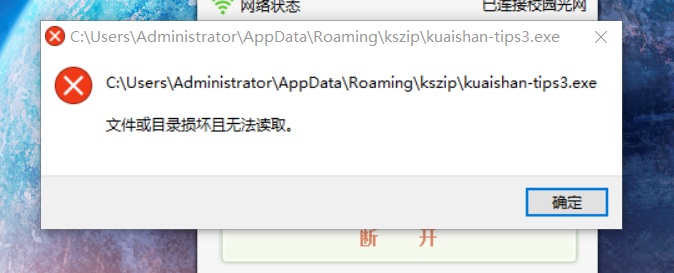 网络状态
已连接校园光网
C:\Users\Administrator\AppData\Roaming\kszip\kuaishan-tips3.exe
C:\Users\Administrator\AppData\Roaming\kszip\kuaishan-tips3.exe
文件或目录损坏且无法读取。
确定
断 开